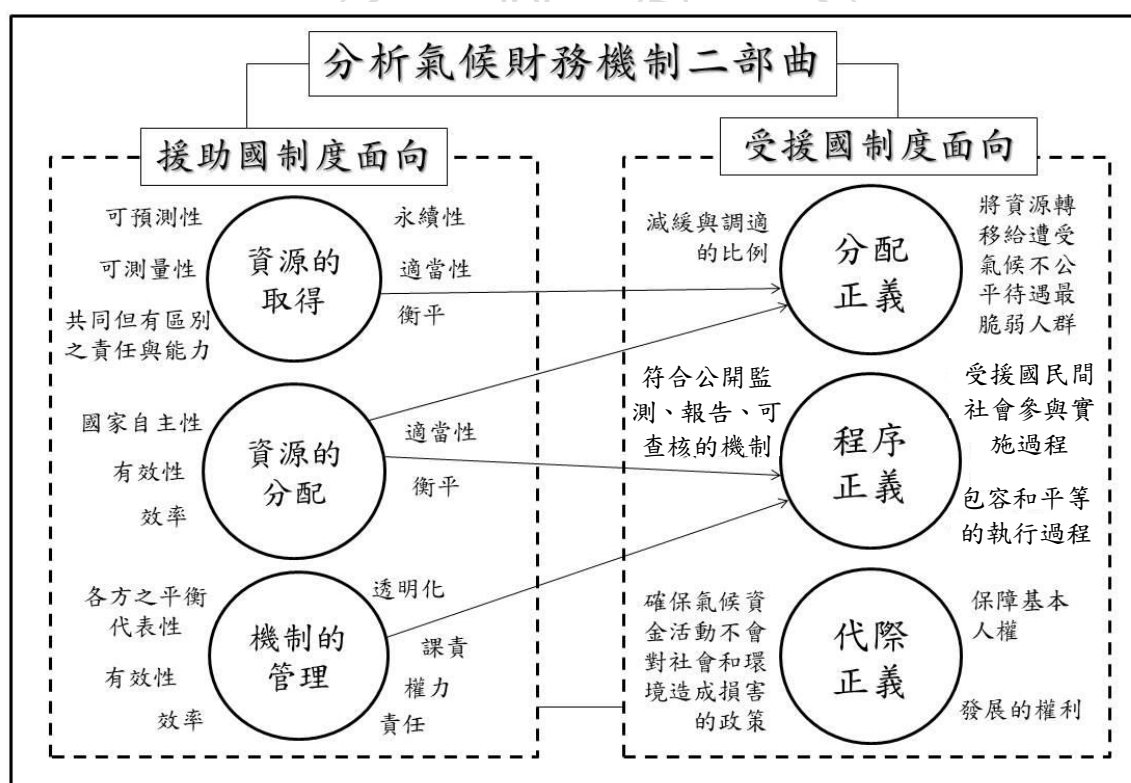 分析氣候財務機制二部曲
援助國制度面向
可預測性
可測量性
共同但有區別
之責任與能力
資源的
取得
永續性
適當性
衡平
國家自主性
有效性
效率
資源的
分配
適當性
衡平
各方之平衡
代表性
有效性
效率
機制的
管理
透明化
課責
權力
責任
受援國制度面向
減緩與調適
的比例
分配
正義
將資源轉
移給遭受
氣候不公
平待遇最
脆弱人群
符合公開監
測、報告、可
查核的機制
程序
正義
受援國民間
社會參與實
施過程
包容和平等
的執行過程
確保氣候資
金活動不會
對社會和環
境造成損害
的政策
代際
正義
保障基本
人權
發展的權利